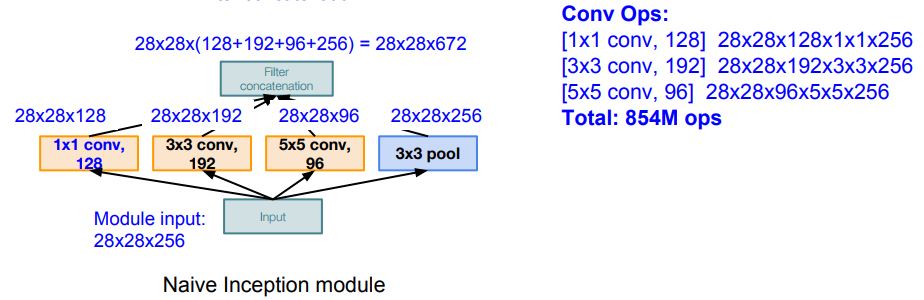 28x28x(128+192+96+256) = 28x28x672
Filter
concatenation
28x28x128 28x28x192 28x28x96 28x28x256
1x1 conv,
128
3x3 conv,
192
5x5 conv,
96
3x3 pool
Input
Module input:
28x28x256
Naive Inception module
Conv Ops:
[1x1 conv, 128] 28x28x128x1x1x256
[3x3 conv, 192] 28x28x192x3x3x256
[5x5 conv, 96] 28x28x96x5x5x256
Total: 854M ops